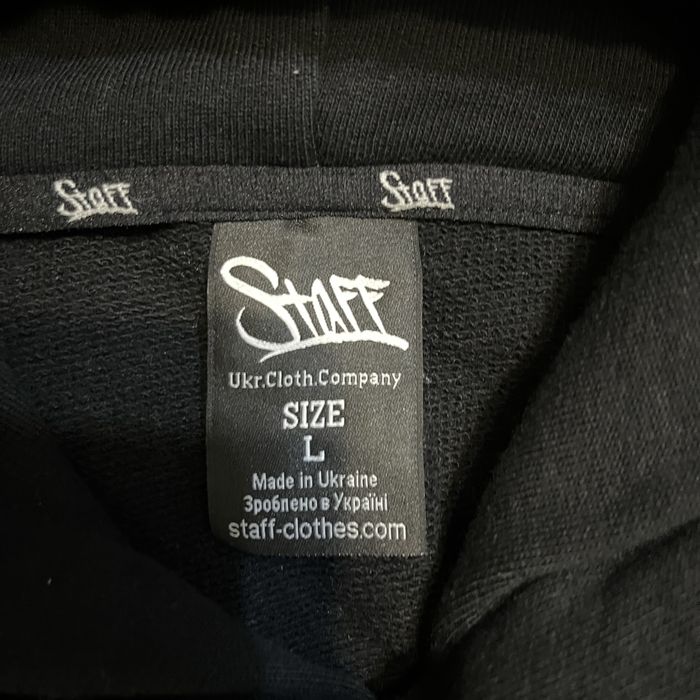 Staff Staff
Staff
Ukr.Cloth.Company
SIZE
L
Made in Ukraine
Зроблено в Україні
staff-clothes.com